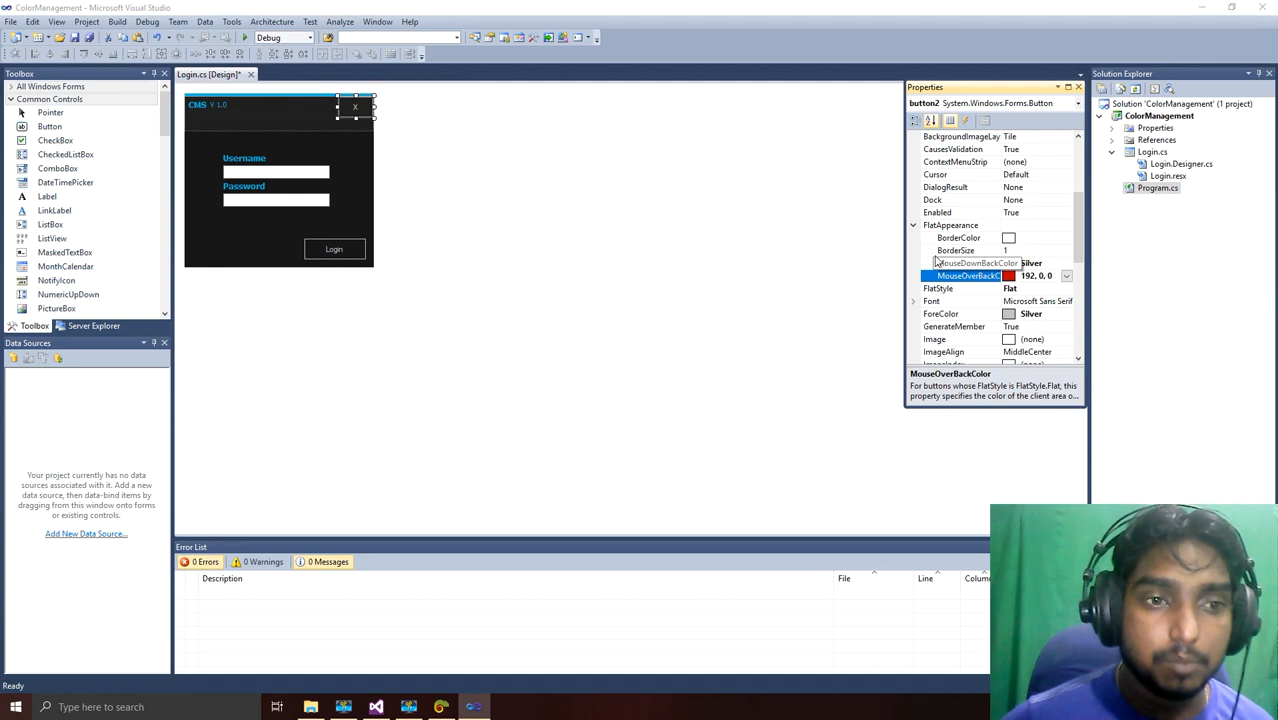 ColorManagement - Microsoft Visual Studio
File Edit View Project Build Debug Team Data Tools Architecture Test Analyze Window Help
Debug
Toolbox
All Windows Forms
Common Controls
Pointer
Button
CheckBox
CheckedListBox
ComboBox
DateTimePicker
Label
LinkLabel
ListBox
ListView
MaskedTextBox
MonthCalendar
NotifyIcon
NumericUpDown
PictureBox
Toolbox Server Explorer
Data Sources
Your project currently has no data
sources associated with it. Add a
new data source, then data-bind items by
dragging from this window onto forms
or existing controls.
Add New Data Source...
Login.cs [Design]*
CMS V 1.0
X
Username
Password
Login
Properties
button2 System.Windows.Forms.Button
BackgroundImageLay Tile
CausesValidation True
ContextMenuStrip (none)
Cursor Default
DialogResult None
Dock None
Enabled True
FlatAppearance
BorderColor
BorderSize 1
MouseDownBackColor Silver
MouseOverBackC 192, 0, 0
FlatStyle Flat
Font Microsoft Sans Serif
ForeColor Silver
GenerateMember True
Image (none)
ImageAlign MiddleCenter
MouseOverBackColor
For buttons whose FlatStyle is FlatStyle.Flat, this
property specifies the color of the client area o...
Solution Explorer
Solution 'ColorManagement' (1 project)
ColorManagement
Properties
References
Login.cs
Login.Designer.cs
Login.resx
Program.cs
Error List
0 Errors 0 Warnings 0 Messages
Description File Line Column
Ready
Type here to search